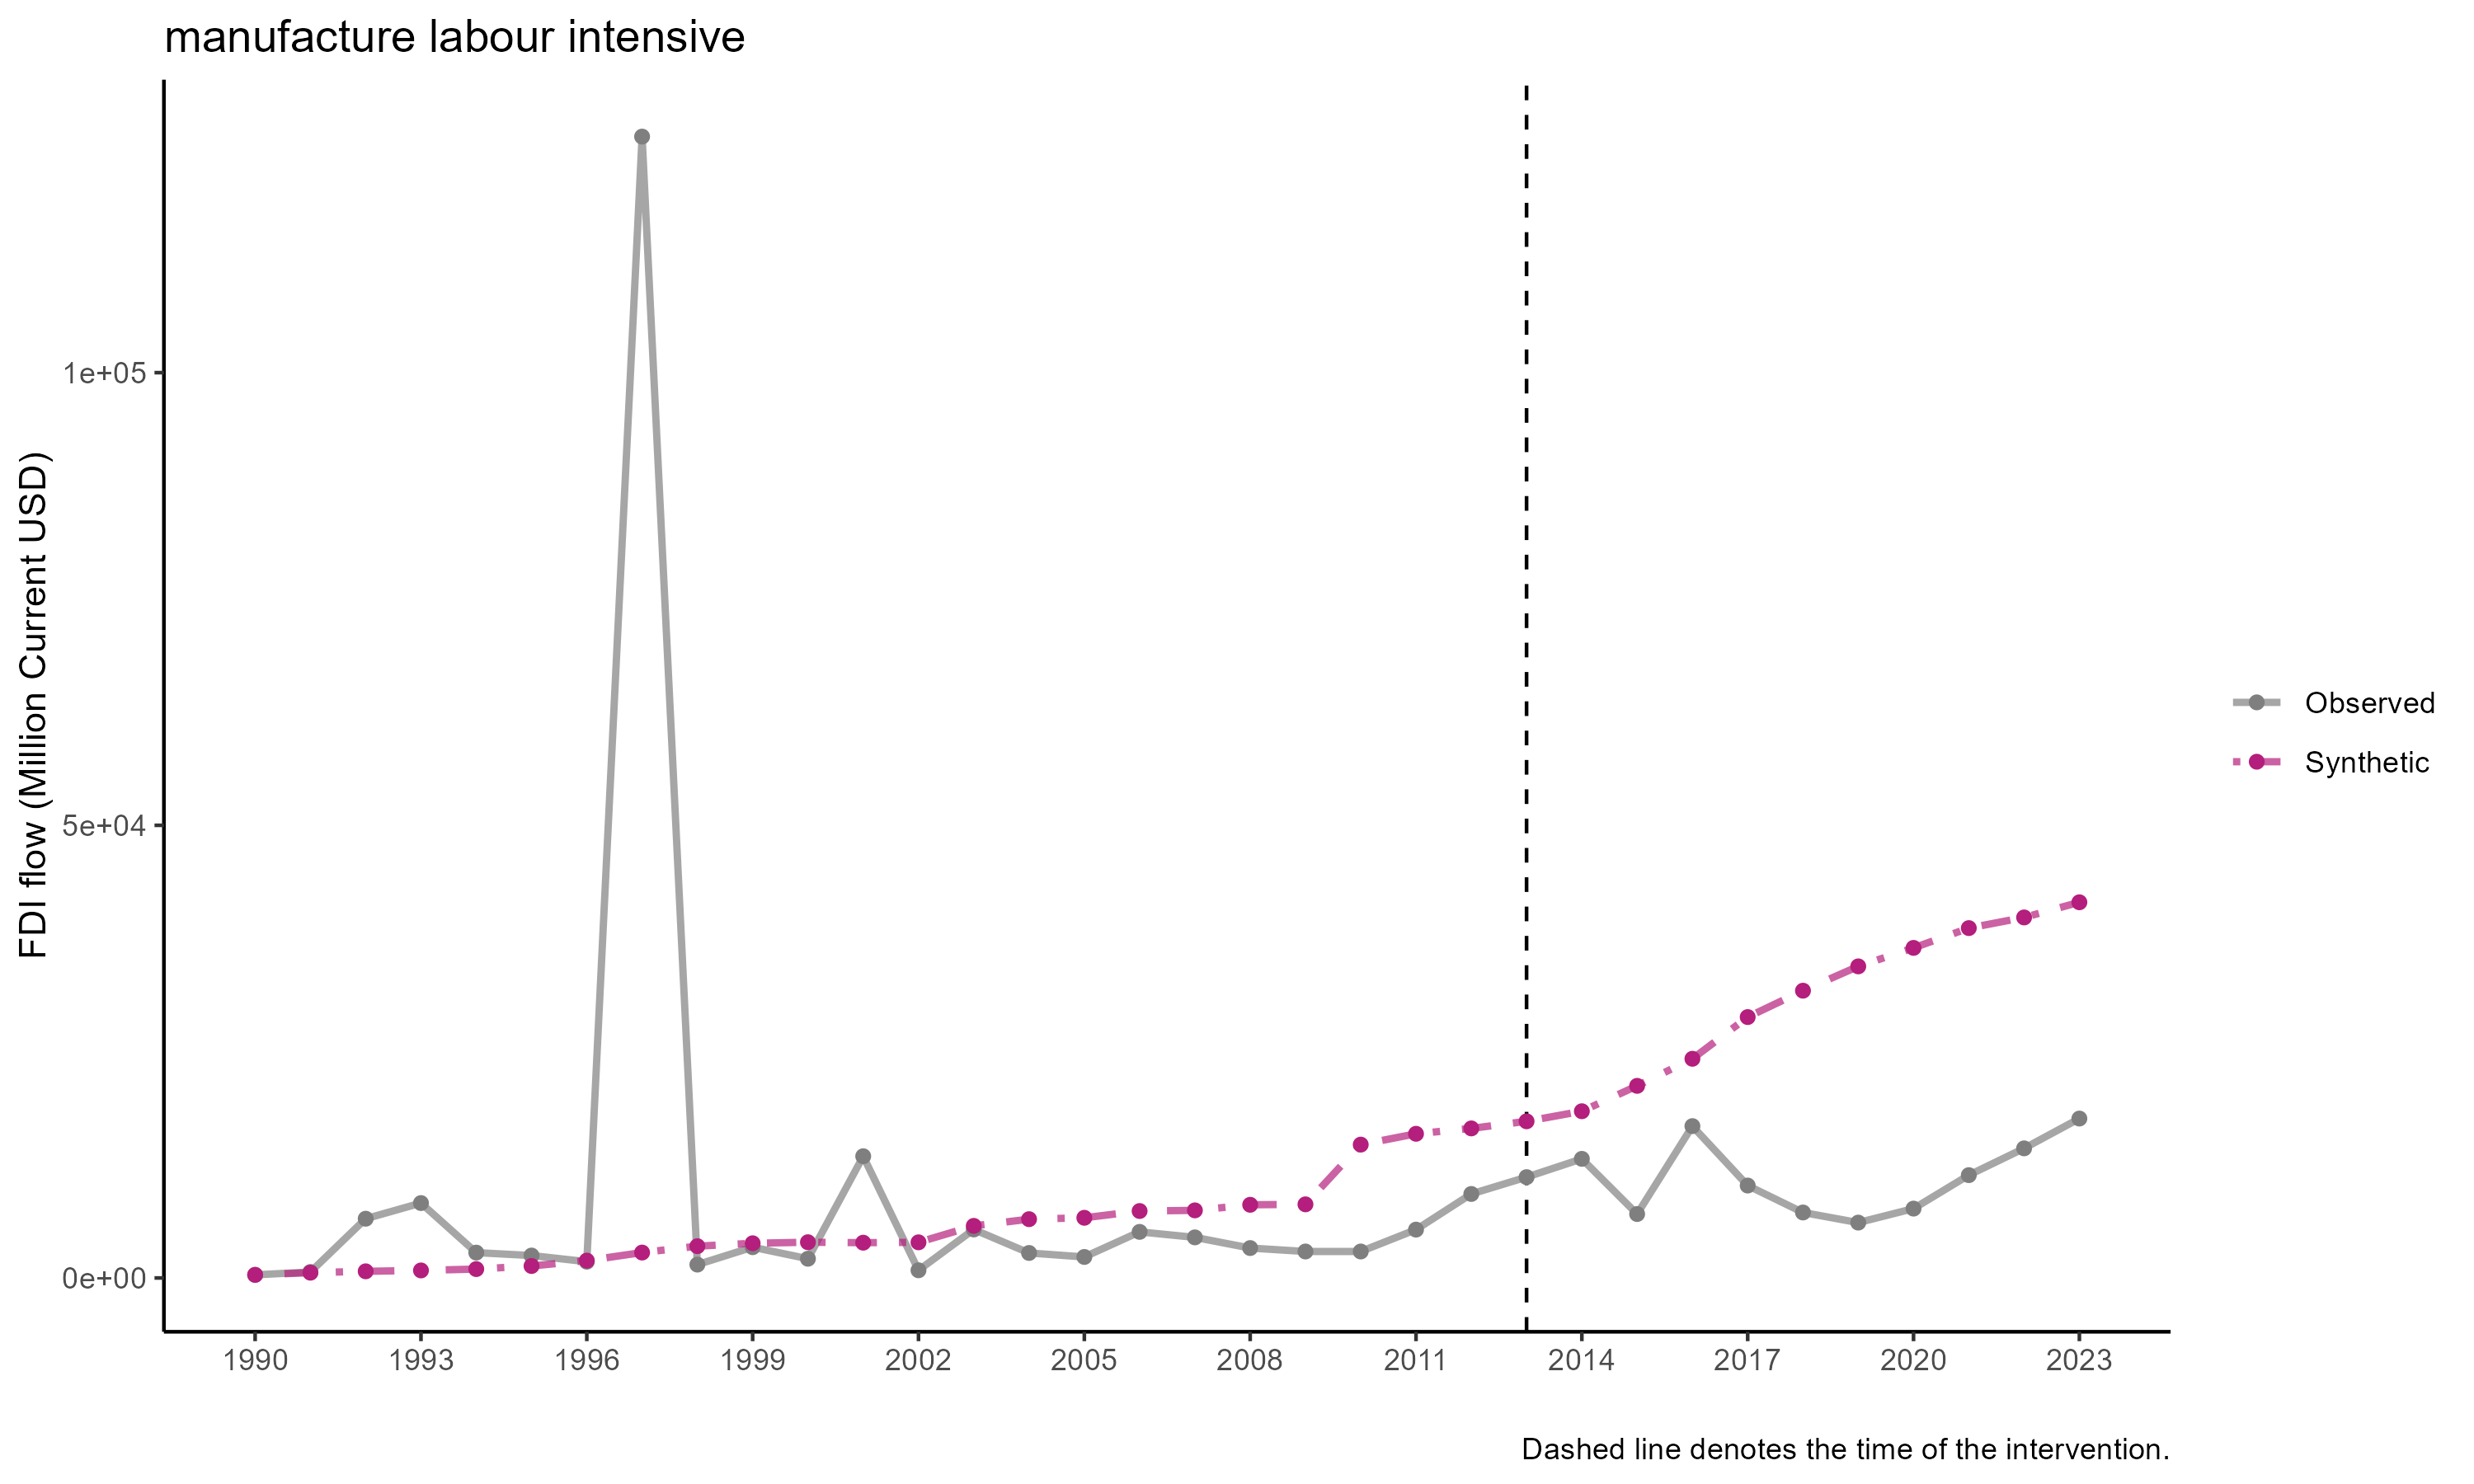 manufacture labour intensive
FDI flow (Million Current USD)
1e+05
5e+04
0e+00
1990 1993 1996 1999 2002 2005 2008 2011 2014 2017 2020 2023
Observed
Synthetic
Dashed line denotes the time of the intervention.